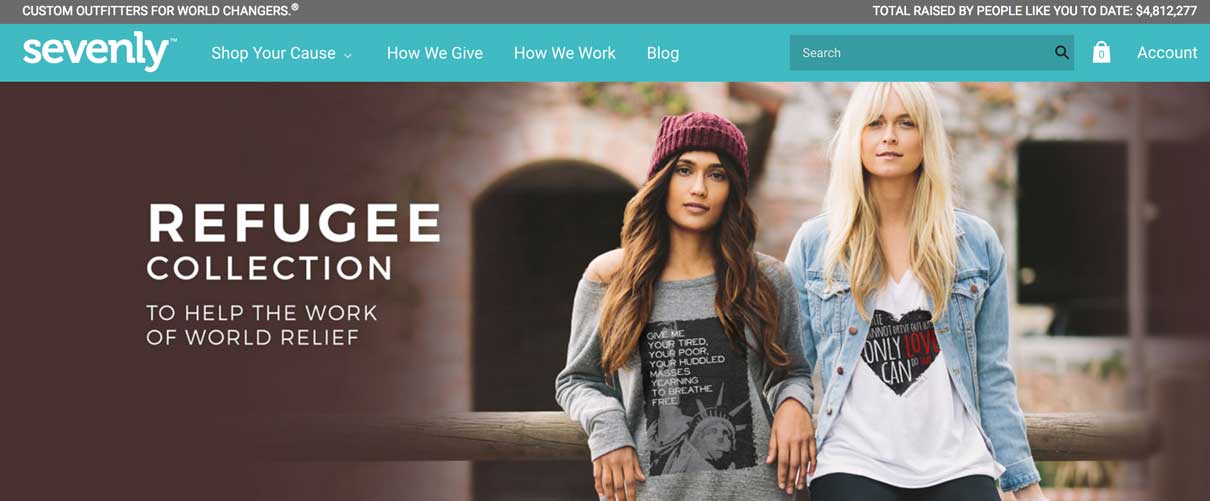 CUSTOM OUTFITTERS FOR WORLD CHANGERS.®
TOTAL RAISED BY PEOPLE LIKE YOU TO DATE: $4,812,277
sevenly™
Shop Your Cause
How We Give
How We Work
Blog
Search
0
Account
REFUGEE
COLLECTION
TO HELP THE WORK
OF WORLD RELIEF
GIVE ME
YOUR TIRED,
YOUR POOR,
YOUR HUDDLED
MASSES
YEARNING
TO BREATHE
FREE
ONLY LOVE
CAN DO